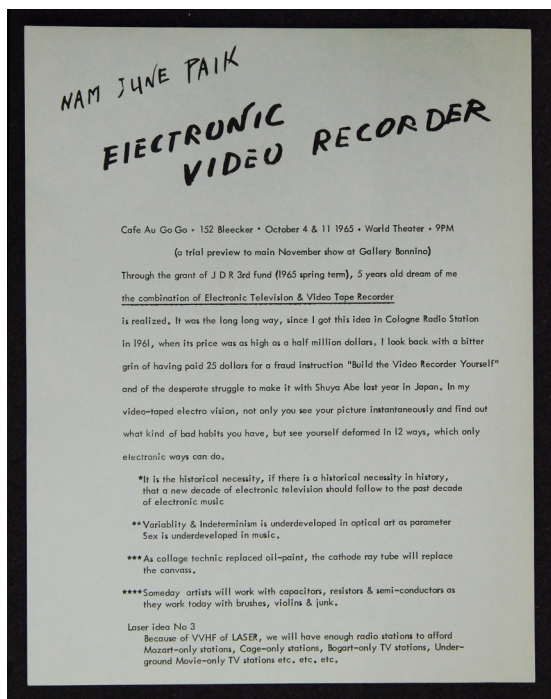 NAM JUNE PAIK
ElECTRONIC
VIDEO RECORDER
Cafe Au Go Go • 152 Bleecker • October 4 & 11 1965 • World Theater • 9PM
(a trial preview to main November show at Gallery Bonnino)
Through the grant of J D R 3rd fund (1965 spring term), 5 years old dream of me
the combination of Electronic Television & Video Tape Recorder
is realized. It was the long long way, since I got this idea in Cologne Radio Station
in 1961, when its price was as high as a half million dollars. I look back with a bitter
grin of having paid 25 dollars for a fraud instruction "Build the Video Recorder Yourself"
and of the desperate struggle to make it with Shuya Abe last year in Japan. In my
video-taped electro vision, not only you see your picture instantaneously and find out
what kind of bad habits you have, but see yourself deformed in 12 ways, which only
electronic ways can do.
*It is the historical necessity, if there is a historical necessity in history,
that a new decade of electronic television should follow to the past decade
of electronic music
**Variablity & Indeterminism is underdeveloped in optical art as parameter
Sex is underdeveloped in music.
***As collage technic replaced oil-paint, the cathode ray tube will replace
the canvass.
****Someday artists will work with capacitors, resistors & semi-conductors as
they work today with brushes, violins & junk.
Laser idea No 3
Because of VVHF of LASER, we will have enough radio stations to afford
Mozart-only stations, Cage-only stations, Bogart-only TV stations, Under-
ground Movie-only TV stations etc. etc. etc.